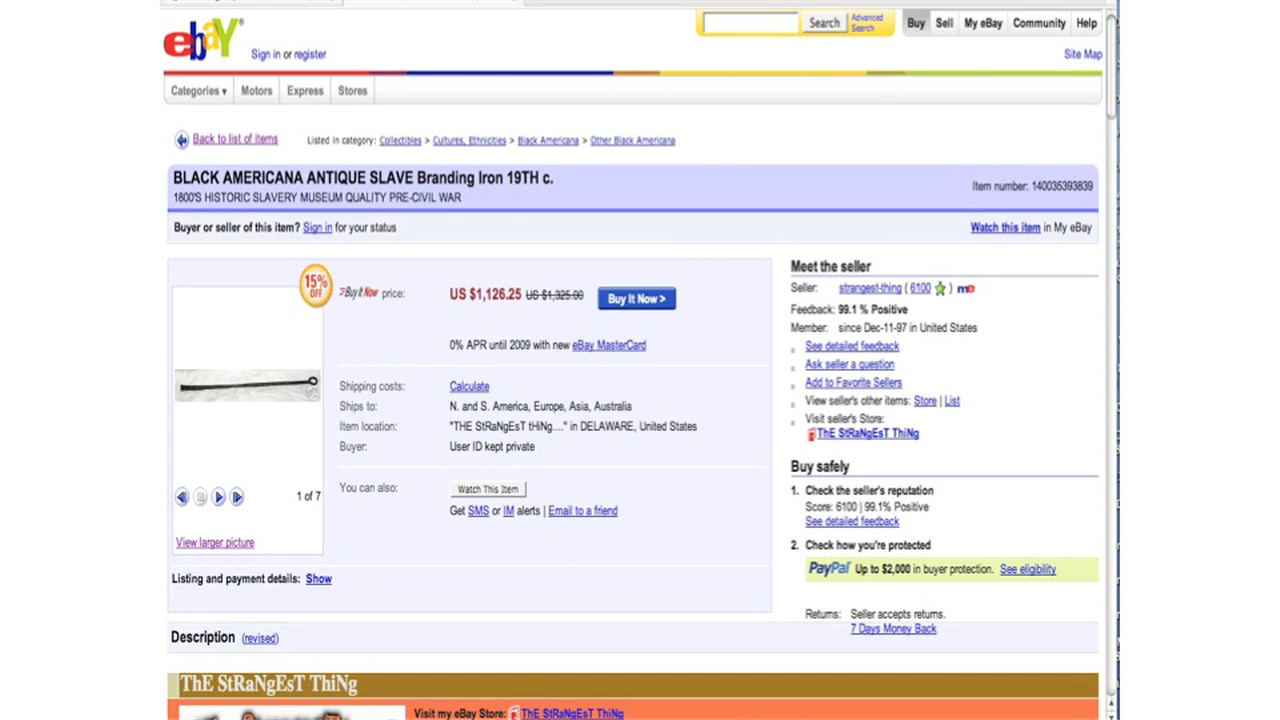 ebaY®
Sign in or register
Search
Advanced Search
Buy
Sell
My eBay
Community
Help
Site Map
Categories ▾
Motors
Express
Stores
Back to list of items
Listed in category: Collectibles > Cultures, Ethnicities > Black Americana > Other Black Americana
BLACK AMERICANA ANTIQUE SLAVE Branding Iron 19TH c.
1800'S HISTORIC SLAVERY MUSEUM QUALITY PRE-CIVIL WAR
Item number: 140035393839
Buyer or seller of this item? Sign in for your status
Watch this item in My eBay
15% OFF
Buy It Now price:
US $1,126.25 US $1,325.00
Buy It Now >
0% APR until 2009 with new eBay MasterCard
Shipping costs: Calculate
Ships to: N. and S. America, Europe, Asia, Australia
Item location: "THE StRaNgEsT tHiNg...." in DELAWARE, United States
Buyer: User ID kept private
1 of 7
You can also: Watch This Item
Get SMS or IM alerts | Email to a friend
View larger picture
Listing and payment details: Show
Meet the seller
Seller: strangest-thing ( 6100 ) me
Feedback: 99.1 % Positive
Member: since Dec-11-97 in United States
See detailed feedback
Ask seller a question
Add to Favorite Sellers
View seller's other items: Store | List
Visit seller's Store:
ThE StRaNgEsT ThiNg
Buy safely
1. Check the seller's reputation
Score: 6100 | 99.1% Positive
See detailed feedback
2. Check how you're protected
PayPal Up to $2,000 in buyer protection. See eligibility
Returns: Seller accepts returns.
7 Days Money Back
Description (revised)
ThE StRaNgEsT ThiNg
Visit my eBay Store: ThE StRaNgEsT ThiNg